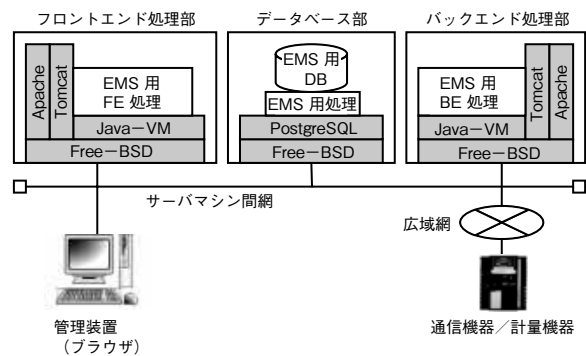 フロントエンド処理部
データベース部
バックエンド処理部
Apache
Tomcat
EMS 用
FE 処理
Java−VM
Free−BSD
EMS 用
DB
EMS 用処理
PostgreSQL
Free−BSD
EMS 用
BE 処理
Tomcat
Apache
Java−VM
Free−BSD
サーバマシン間網
広域網
管理装置
（ブラウザ）
通信機器／計量機器